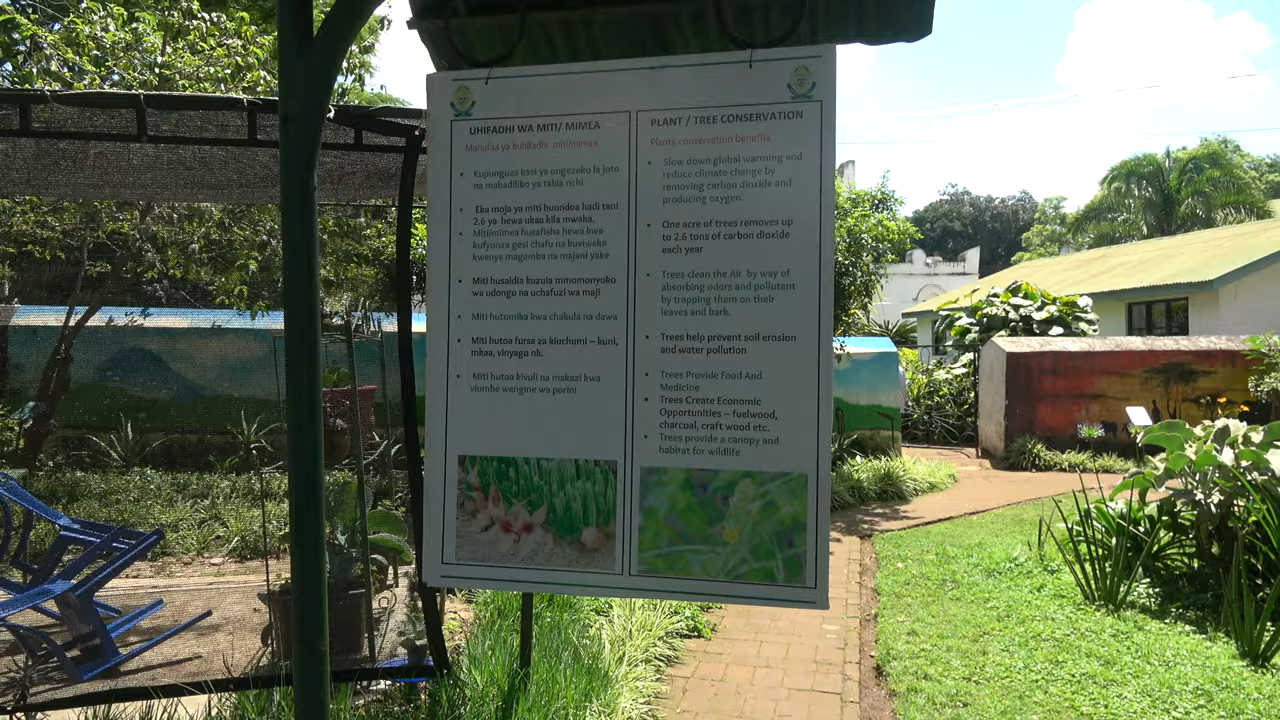 UHIFADHI WA MITI/ MIMEA
Manufaa ya kuhifadhi miti/mimea
Kupunguza kasi ya ongezeko la joto
na mabadiliko ya tabia nchi
Eka moja ya miti huondoa hadi tani
2.6 ya hewa ukaa kila mwaka.
Miti/mimea husafisha hewa kwa
kufyonza gesi chafu na kuviweka
kwenye magamba na majani yake
Miti husaidia kuzuia mmomonyoko
wa udongo na uchafuzi wa maji
Miti hutumika kwa chakula na dawa
Miti hutoa fursa za kiuchumi – kuni,
mkaa, vinyago nk.
Miti hutoa kivuli na makazi kwa
viumbe wengine wa porini
PLANT / TREE CONSERVATION
Plants conservation benefits
Slow down global warming and
reduce climate change by
removing carbon dioxide and
producing oxygen.
One acre of trees removes up
to 2.6 tons of carbon dioxide
each year
Trees clean the Air by way of
absorbing odors and pollutant
by trapping them on their
leaves and bark.
Trees help prevent soil erosion
and water pollution
Trees Provide Food And
Medicine
Trees Create Economic
Opportunities – fuelwood,
charcoal, craft wood etc.
Trees provide a canopy and
habitat for wildlife